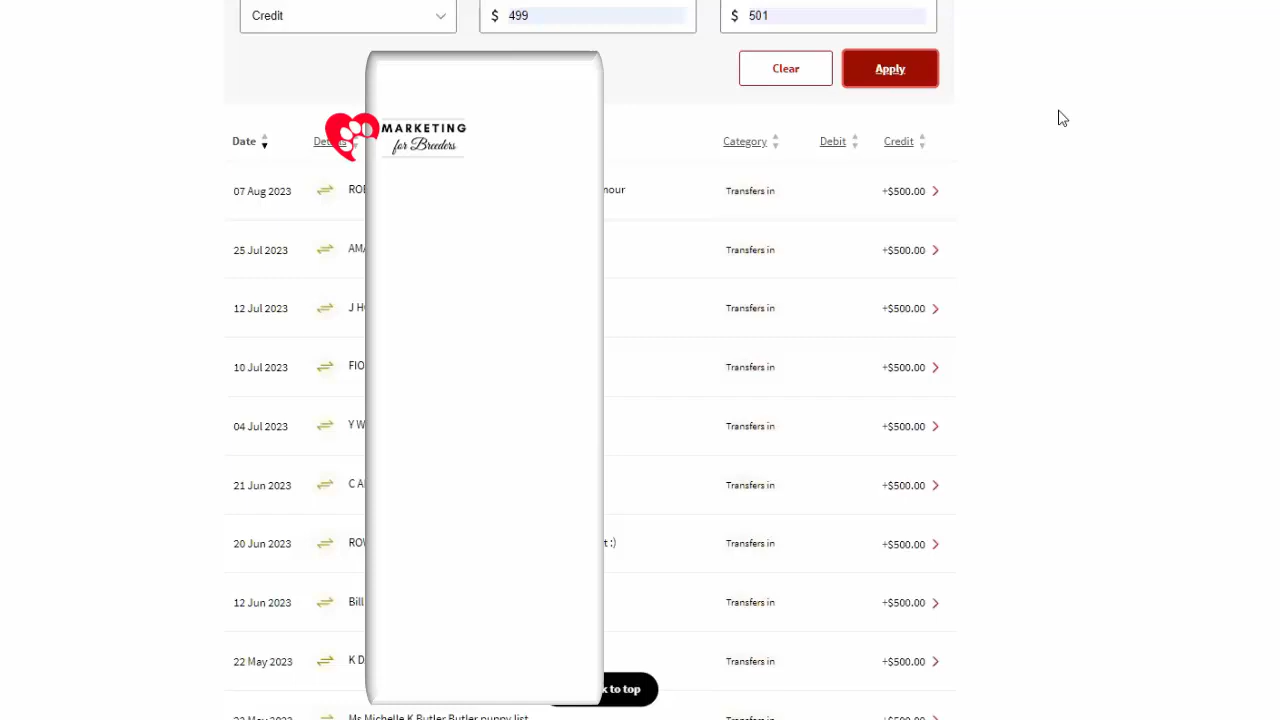 Credit $ 499 $ 501
Clear Apply
MARKETING
for Breeders
Date Category Debit Credit
07 Aug 2023 Transfers in +$500.00
25 Jul 2023 Transfers in +$500.00
12 Jul 2023 J Transfers in +$500.00
10 Jul 2023 FIO Transfers in +$500.00
04 Jul 2023 Y W Transfers in +$500.00
21 Jun 2023 C A Transfers in +$500.00
20 Jun 2023 t :) Transfers in +$500.00
12 Jun 2023 Bill Transfers in +$500.00
22 May 2023 K D Transfers in +$500.00
k to top
Ms Michelle K Butler Butler puppy list